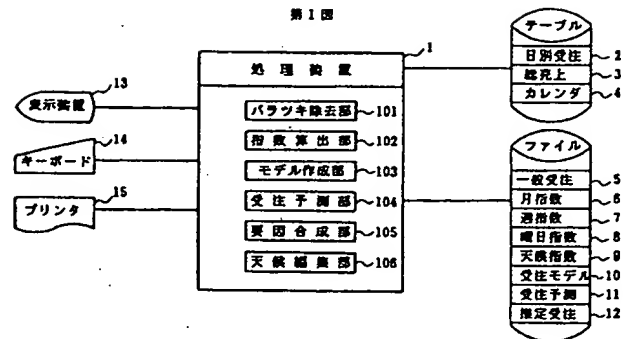 第1図
1
処理装置
バラツキ除去部 101
指数算出部 102
モデル作成部 103
受注予測部 104
要因合成部 105
天候編集部 106
13
表示装置
14
キーボード
15
プリンタ
テーブル
日別受注 2
総売上 3
カレンダ 4
ファイル
一般受注 5
月指数 6
週指数 7
曜日指数 8
天候指数 9
受注モデル 10
受注予測 11
推定受注 12